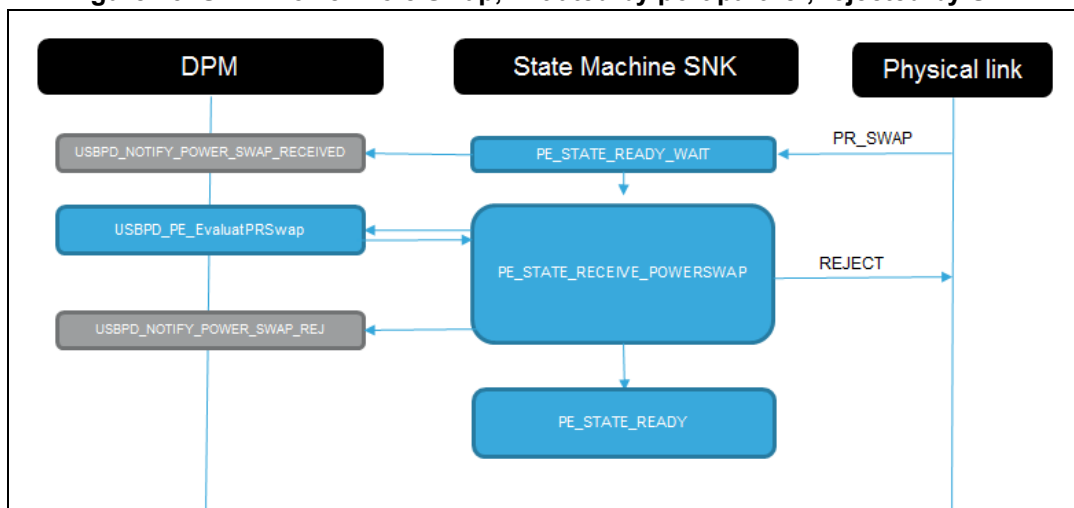 DPM
State Machine SNK
Physical link
USBPD_NOTIFY_POWER_SWAP_RECEIVED
PE_STATE_READY_WAIT
PR_SWAP
USBPD_PE_EvaluatPRSwap
PE_STATE_RECEIVE_POWERSWAP
REJECT
USBPD_NOTIFY_POWER_SWAP_REJ
PE_STATE_READY